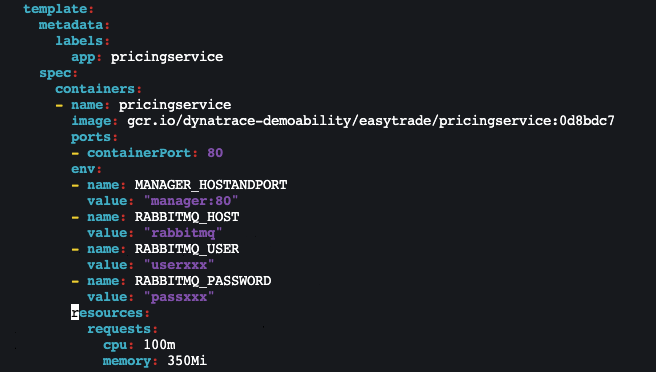 template:
  metadata:
    labels:
      app: pricingservice
  spec:
    containers:
    - name: pricingservice
      image: gcr.io/dynatrace-demoability/easytrade/pricingservice:0d8bdc7
      ports:
      - containerPort: 80
      env:
      - name: MANAGER_HOSTANDPORT
        value: "manager:80"
      - name: RABBITMQ_HOST
        value: "rabbitmq"
      - name: RABBITMQ_USER
        value: "userxxx"
      - name: RABBITMQ_PASSWORD
        value: "passxxx"
      resources:
        requests:
          cpu: 100m
          memory: 350Mi